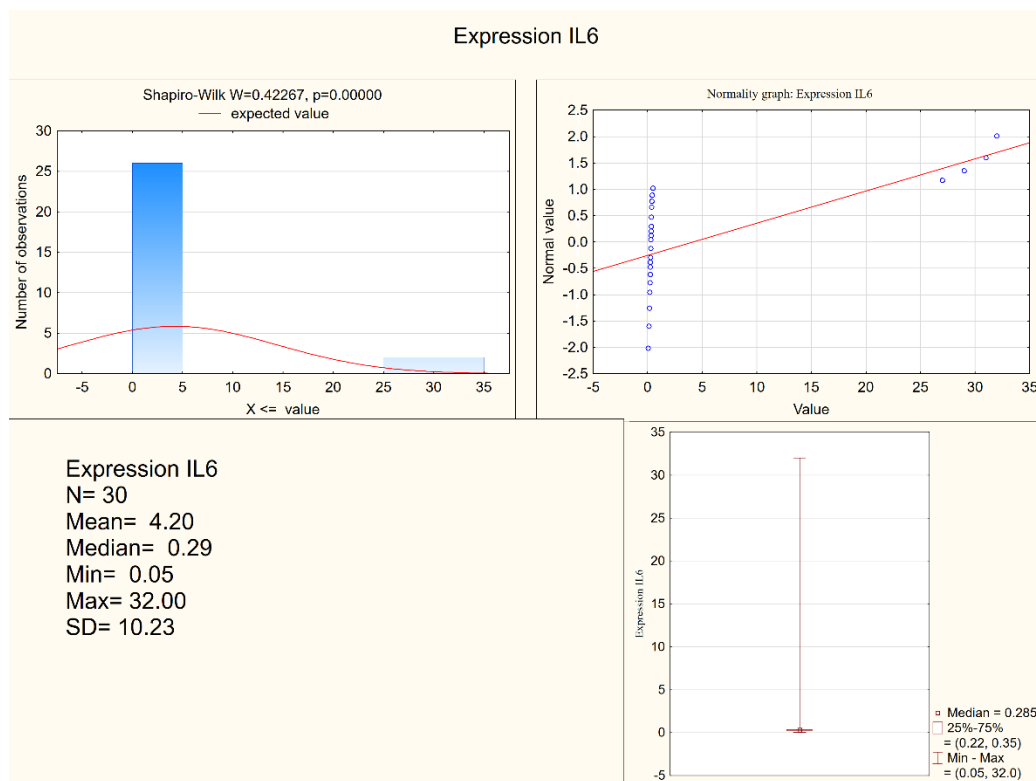 Expression IL6
Shapiro-Wilk W=0.42267, p=0.00000
expected value
Number of observations
30
25
20
15
10
5
0
-5 0 5 10 15 20 25 30 35
X <= value
Normality graph: Expression IL6
Normal value
2.5
2.0
1.5
1.0
0.5
0.0
-0.5
-1.0
-1.5
-2.0
-2.5
-5 0 5 10 15 20 25 30 35
Value
Expression IL6
N= 30
Mean= 4.20
Median= 0.29
Min= 0.05
Max= 32.00
SD= 10.23
Expression IL6
35
30
25
20
15
10
5
0
-5
Median = 0.285
25%-75%
= (0.22, 0.35)
Min - Max
= (0.05, 32.0)